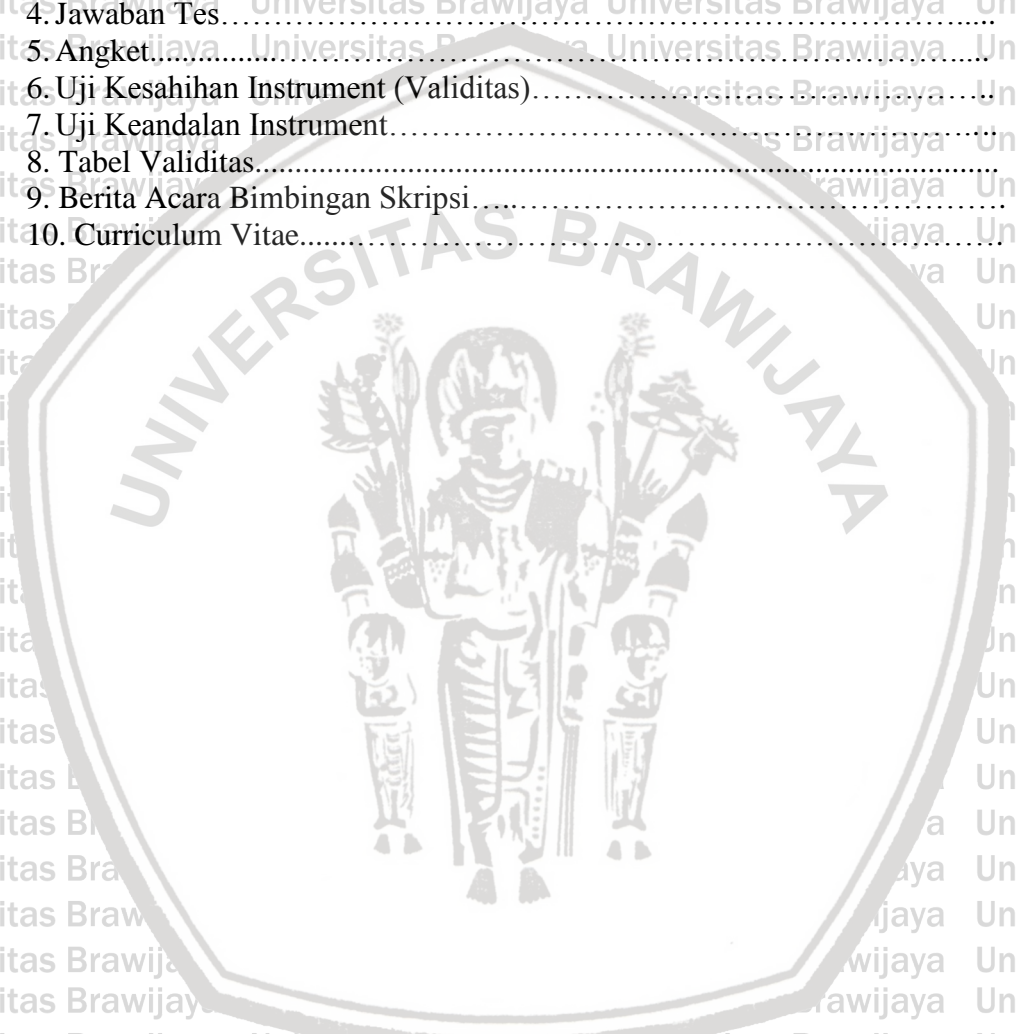 4. Jawaban Tes……………………………………………………………………………....
5. Angket................………………………………………………………………………...
6. Uji Kesahihan Instrument (Validitas)…………………………………………………..
7. Uji Keandalan Instrument………………………………………………………………...
8. Tabel Validitas..............................................................................................
9. Berita Acara Bimbingan Skripsi…...……………………………………………………….
10. Curriculum Vitae.......……………………………………………………………………….
UNIVERSITAS BRAWIJAYA